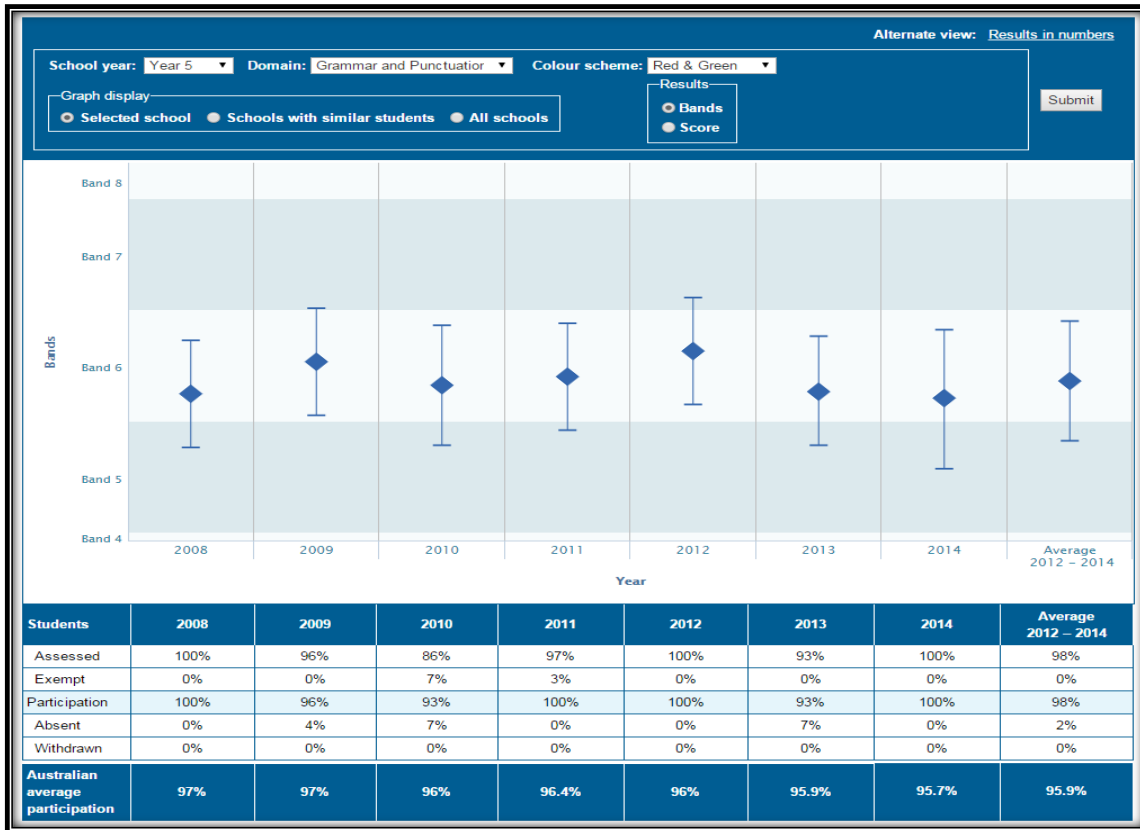 Alternate view: Results in numbers
School year: Year 5 Domain: Grammar and Punctuatior Colour scheme: Red & Green
Graph display
Selected school Schools with similar students All schools
Results
Bands
Score
Submit
Band 8
Band 7
Band 6
Band 5
Band 4
Bands
2008 2009 2010 2011 2012 2013 2014 Average
2012 – 2014
Year
Students 2008 2009 2010 2011 2012 2013 2014 Average
2012 – 2014
Assessed 100% 96% 86% 97% 100% 93% 100% 98%
Exempt 0% 0% 7% 3% 0% 0% 0% 0%
Participation 100% 96% 93% 100% 100% 93% 100% 98%
Absent 0% 4% 7% 0% 0% 7% 0% 2%
Withdrawn 0% 0% 0% 0% 0% 0% 0% 0%
Australian
average
participation 97% 97% 96% 96.4% 96% 95.9% 95.7% 95.9%